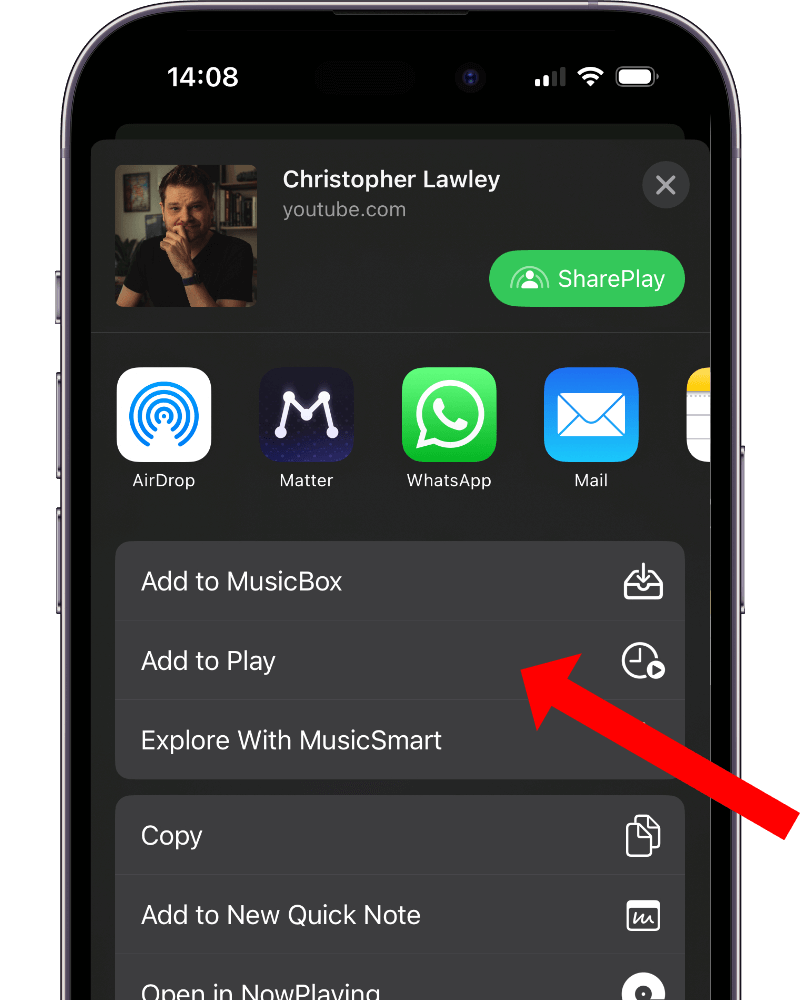 14:08
Christopher Lawley
youtube.com
SharePlay
AirDrop
Matter
WhatsApp
Mail
Add to MusicBox
Add to Play
Explore With MusicSmart
Copy
Add to New Quick Note
Open in NowPlaying